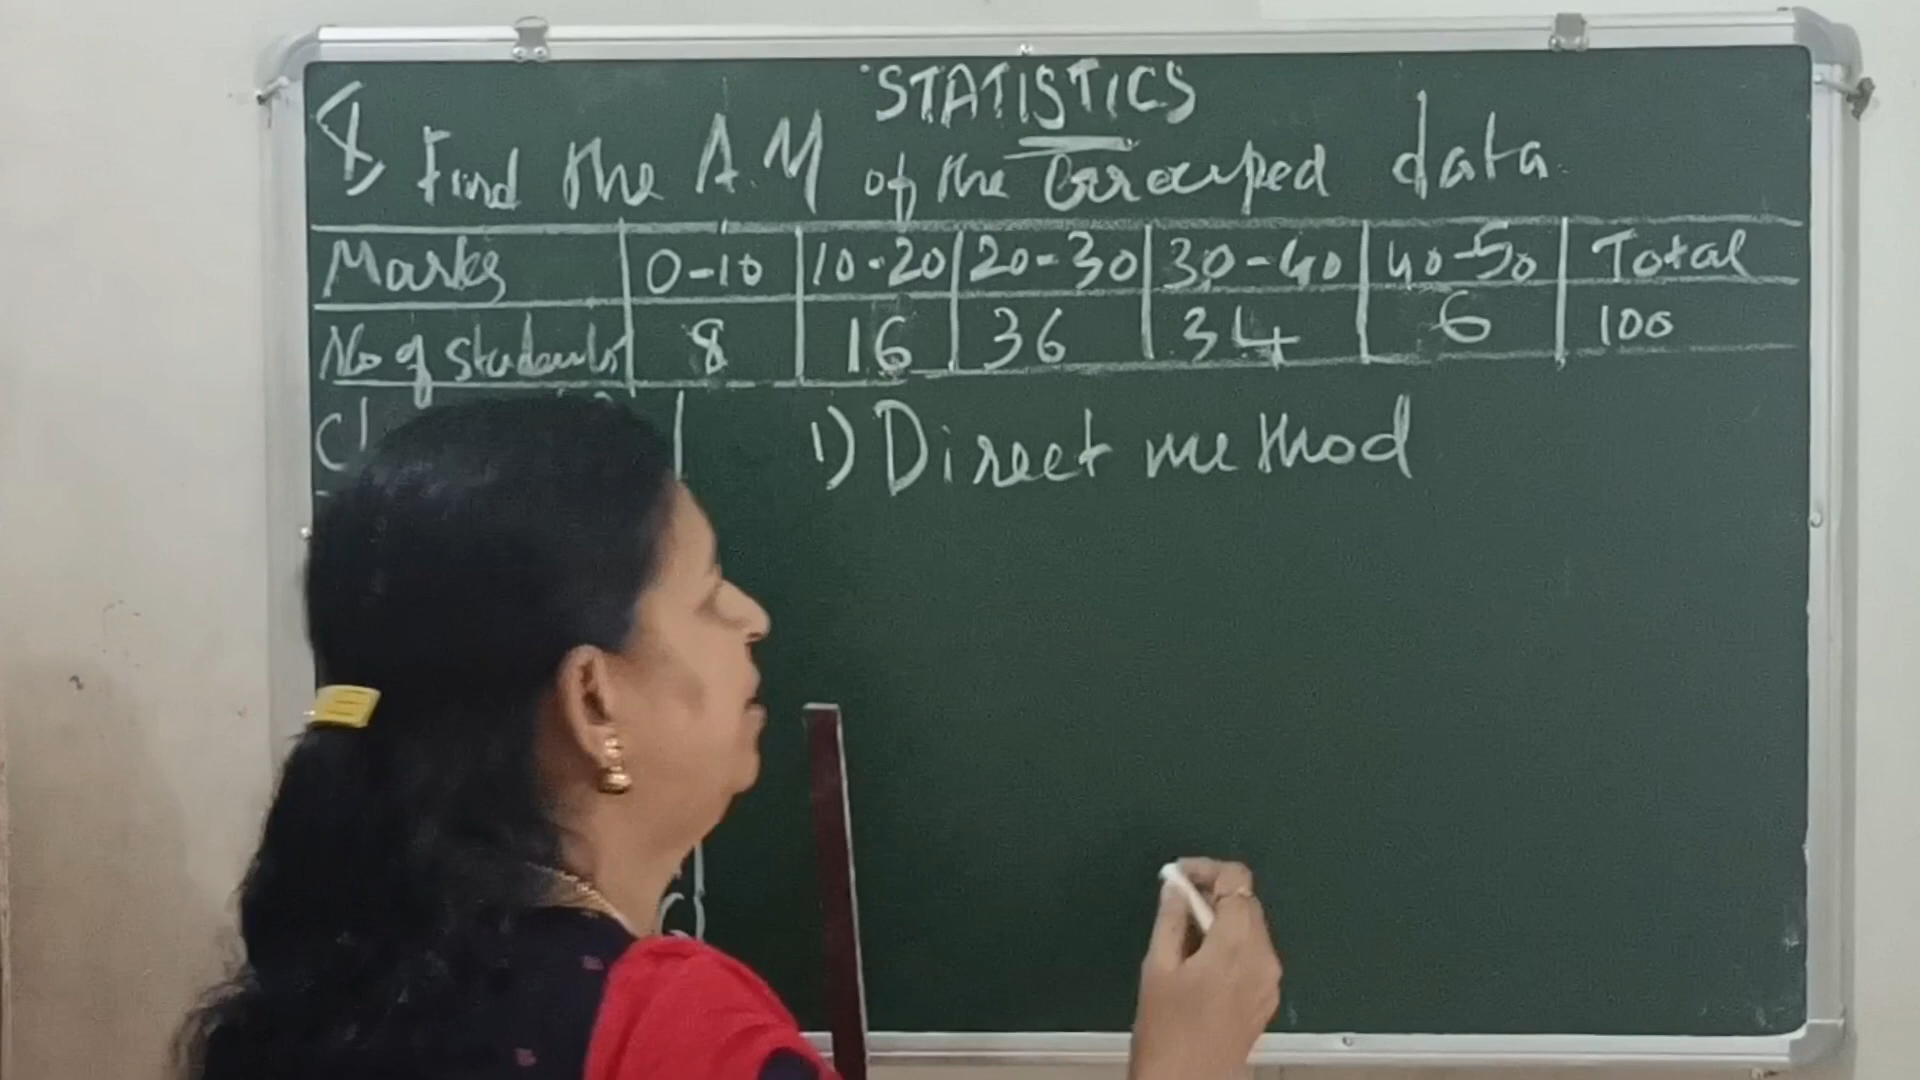 STATISTICS
Q, Find the A.M of the Grouped data.
Marks 0-10 10-20 20-30 30-40 40-50 Total
No of students 8 16 36 34 6 100
1) Direct method